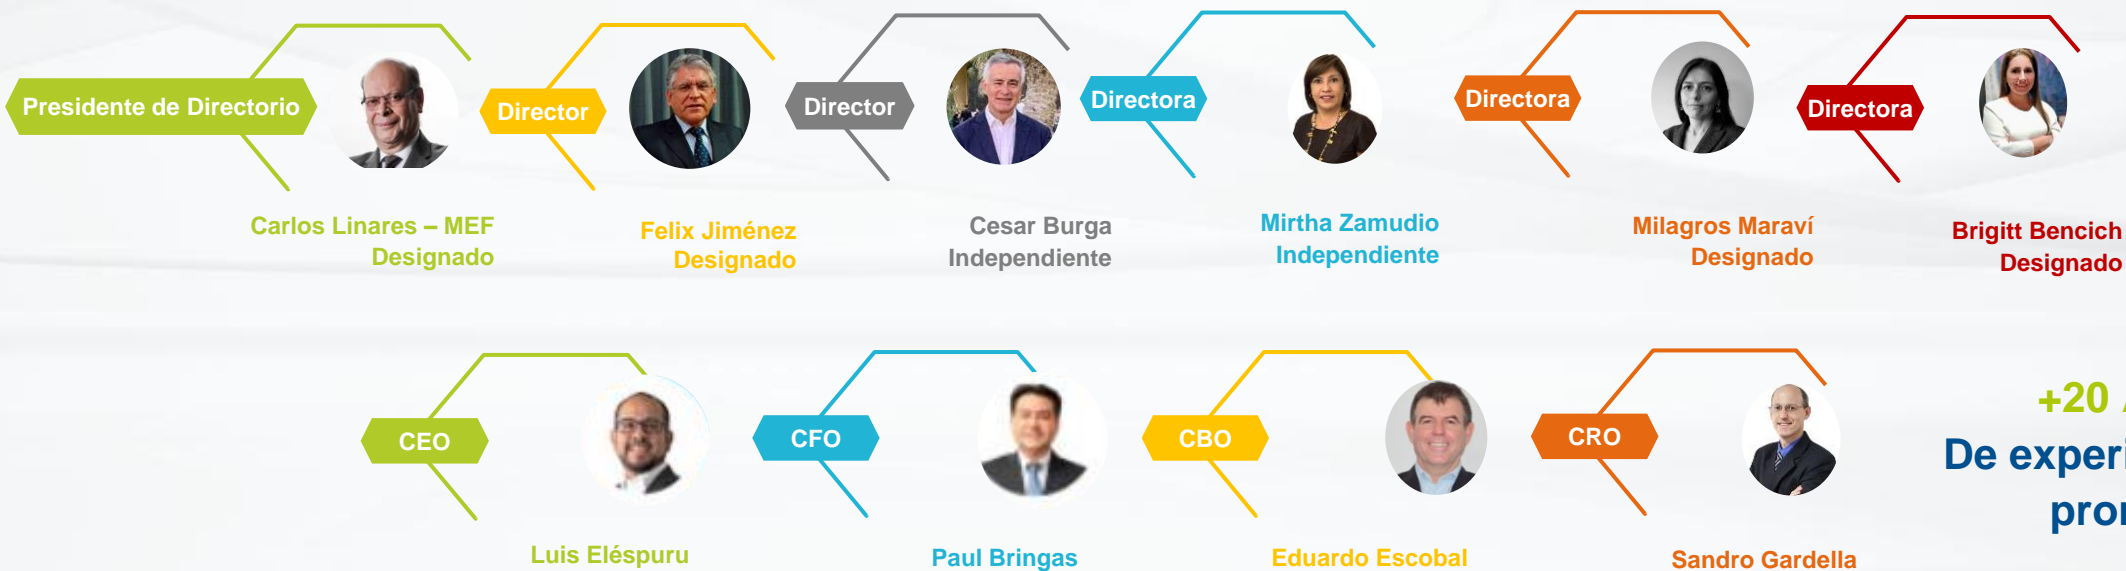 Presidente de Directorio
Carlos Linares – MEF
Designado
Director
Felix Jiménez
Designado
Director
Cesar Burga
Independiente
Directora
Mirtha Zamudio
Independiente
Directora
Milagros Maraví
Designado
Directora
Brigitt Bencich
Designado
CEO
Luis Eléspuru
CFO
Paul Bringas
CBO
Eduardo Escobal
CRO
Sandro Gardella
+20
De